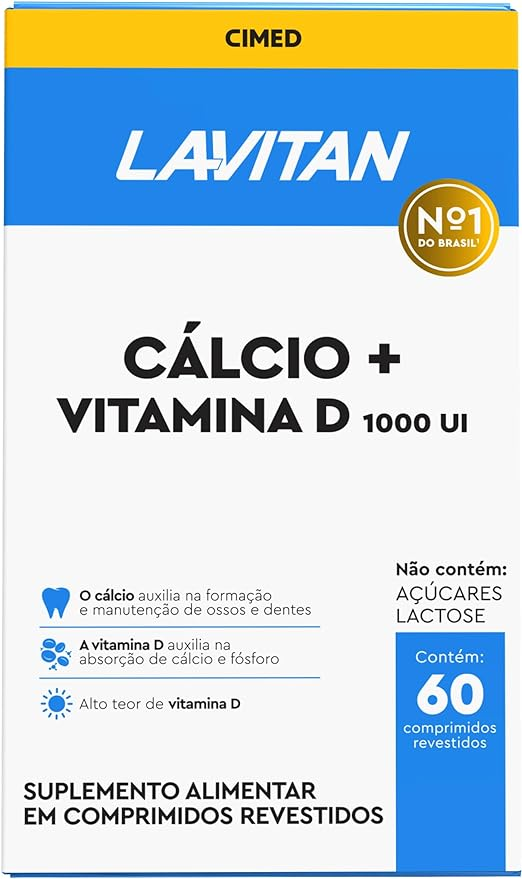 CIMED
LAVITAN
Nº1
DO BRASIL¹
CÁLCIO +
VITAMINA D 1000 UI
O cálcio auxilia na formação
e manutenção de ossos e dentes
A vitamina D auxilia na
absorção de cálcio e fósforo
Alto teor de vitamina D
Não contém:
AÇÚCARES
LACTOSE
Contém:
60
comprimidos
revestidos
SUPLEMENTO ALIMENTAR
EM COMPRIMIDOS REVESTIDOS